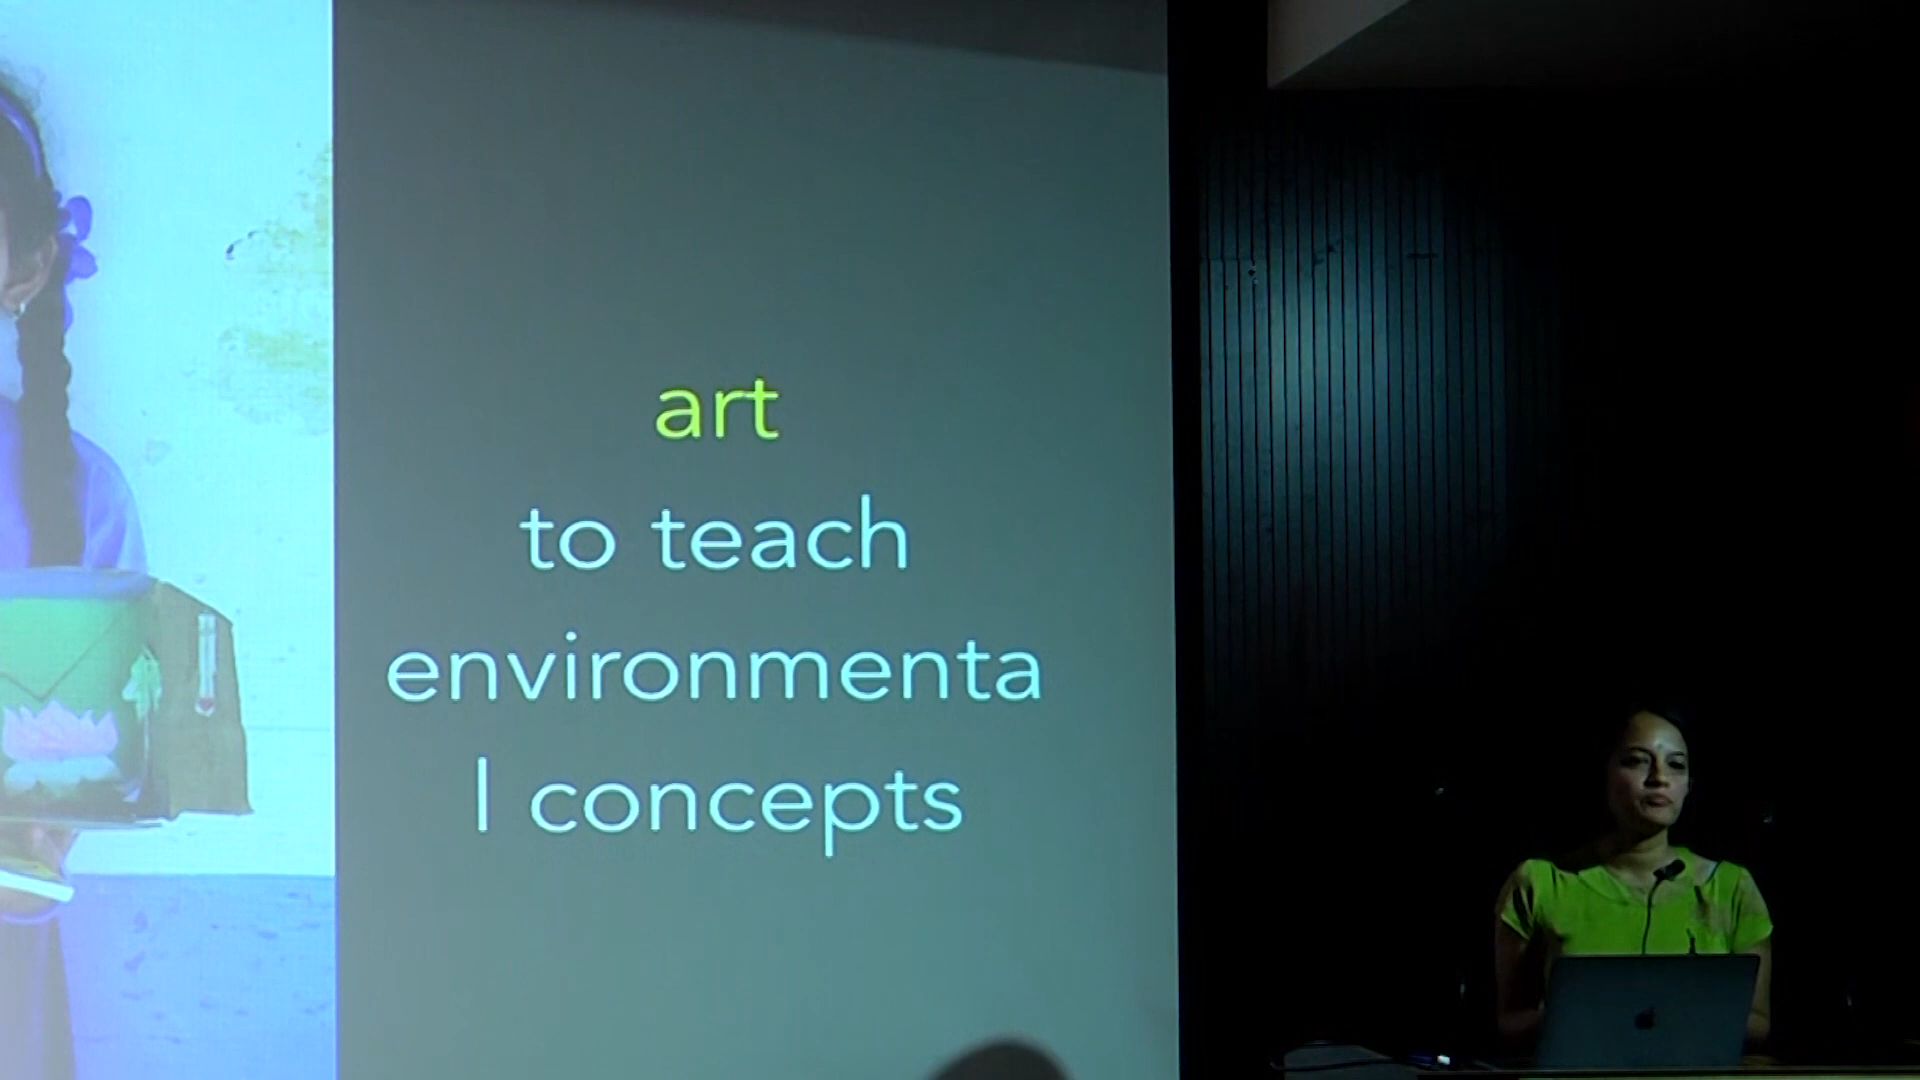 art
to teach
environmenta
l concepts